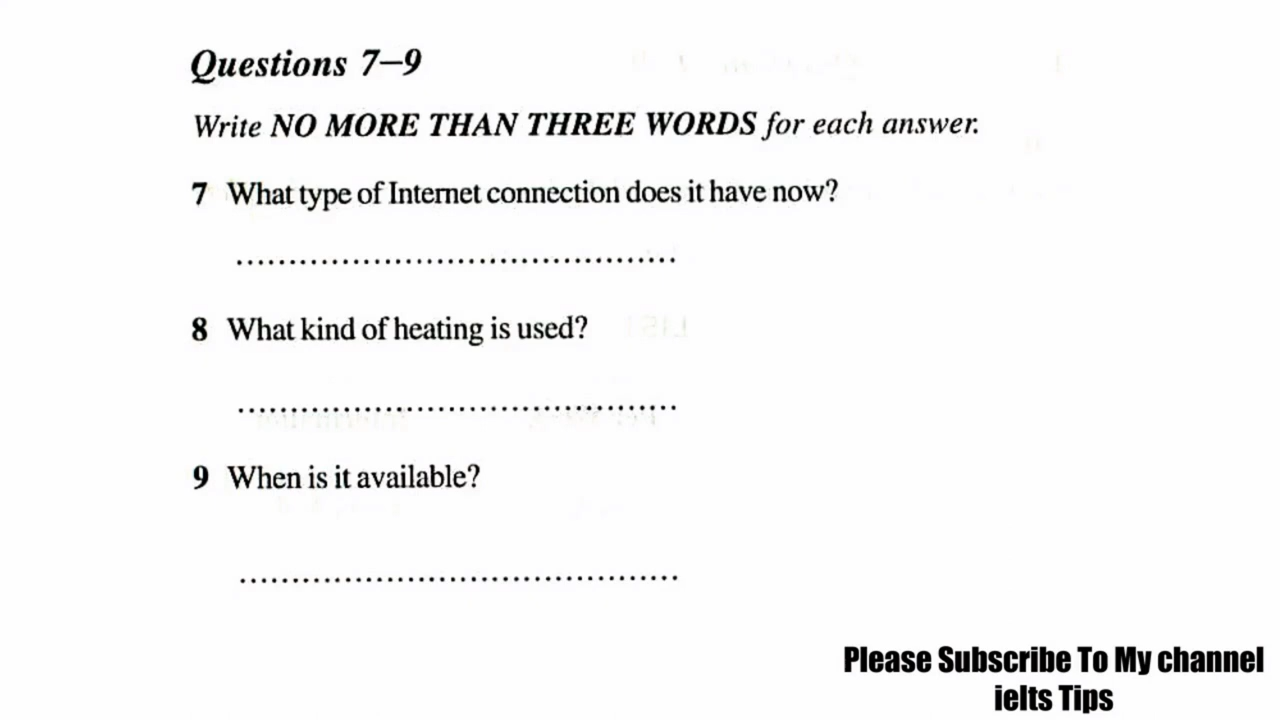 Questions 7–9
Write NO MORE THAN THREE WORDS for each answer.
7 What type of Internet connection does it have now?
..........................................
8 What kind of heating is used?
..........................................
9 When is it available?
..........................................
Please Subscribe To My channel
ielts Tips